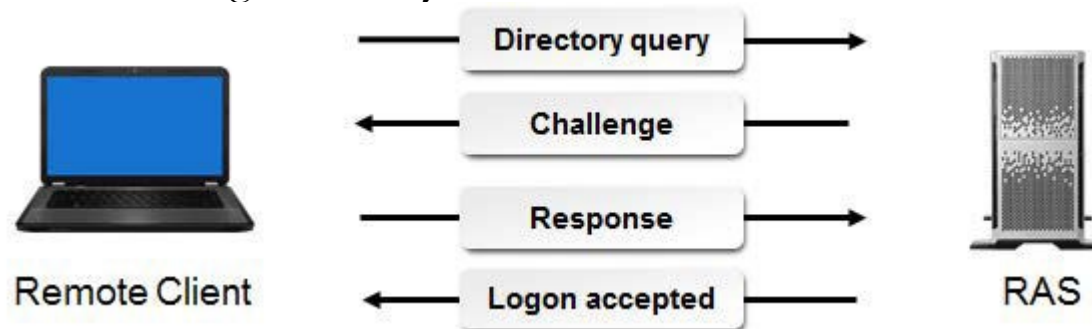 Directory query
Challenge
Response
Remote Client
Logon accepted
RAS